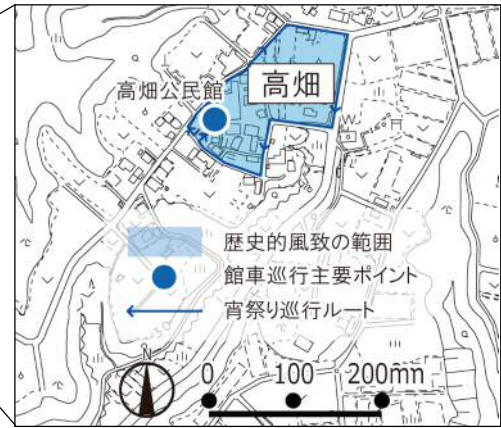 高畑公民館
高畑
歴史的風致の範囲
館車巡行主要ポイント
宵祭り巡行ルート
N
0 100 200mn